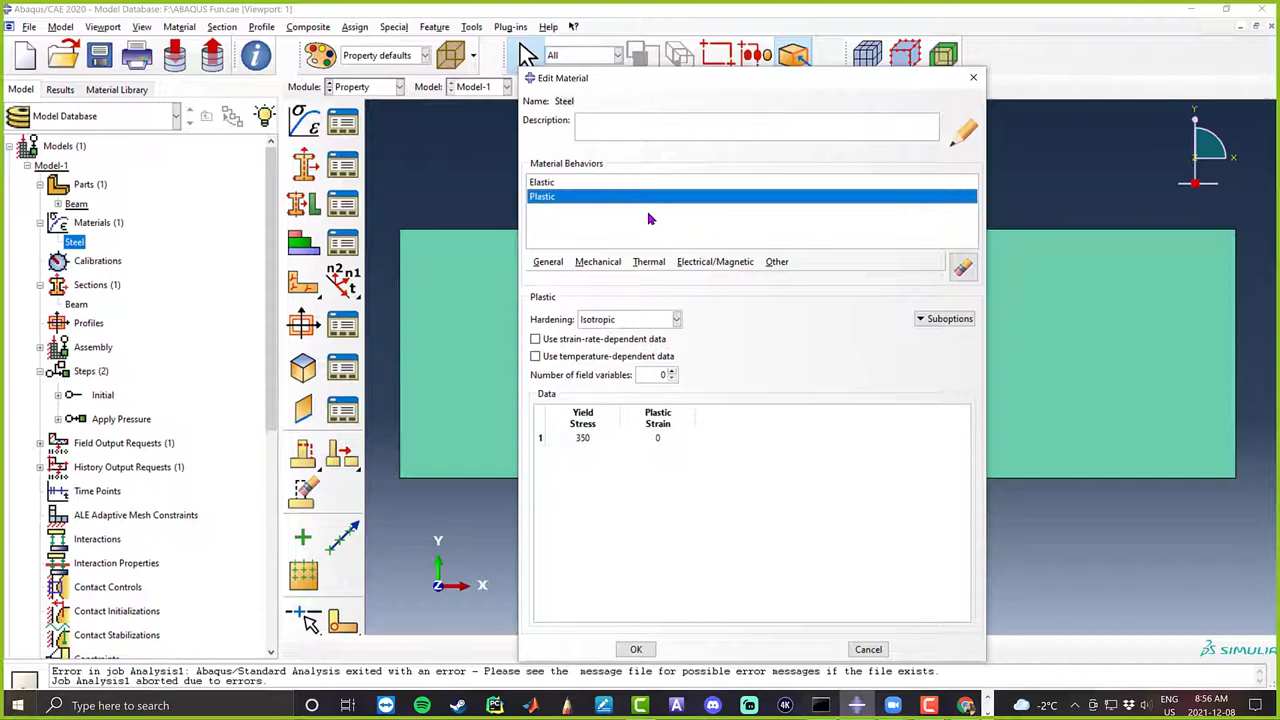 Abaqus/CAE 2020 - Model Database: F:\ABAQUS Fun.cae [Viewport: 1]
File Model Viewport View Material Section Profile Composite Assign Special Feature Tools Plug-ins Help
Property defaults
All
Model Results Material Library
Module: Property Model: Model-1
Model Database
Models (1)
Model-1
Parts (1)
Beam
Materials (1)
Steel
Calibrations
Sections (1)
Beam
Profiles
Assembly
Steps (2)
Initial
Apply Pressure
Field Output Requests (1)
History Output Requests (1)
Time Points
ALE Adaptive Mesh Constraints
Interactions
Interaction Properties
Contact Controls
Contact Initializations
Contact Stabilizations
σ
ε
n2 n1
t
Edit Material
Name: Steel
Description:
Material Behaviors
Elastic
Plastic
General Mechanical Thermal Electrical/Magnetic Other
Plastic
Hardening: Isotropic
Suboptions
Use strain-rate-dependent data
Use temperature-dependent data
Number of field variables: 0
Data
Yield Stress Plastic Strain
1 350 0
OK Cancel
Y
X
Y
Z
X
SIMULIA
Error in job Analysis1: Abaqus/Standard Analysis exited with an error - Please see the message file for possible error messages if the file exists.
Job Analysis1 aborted due to errors.
Type here to search
4K
-2°C
ENG
8:56 AM
2021-12-08